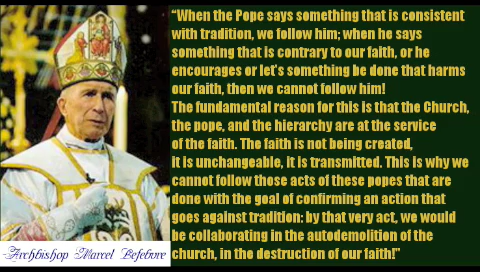 “When the Pope says something that is consistent
with tradition, we follow him; when he says
something that is contrary to our faith, or he
encourages or let's something be done that harms
our faith, then we cannot follow him!
The fundamental reason for this is that the Church,
the pope, and the hierarchy are at the service
of the faith. The faith is not being created,
it is unchangeable, it is transmitted. This is why we
cannot follow those acts of these popes that are
done with the goal of confirming an action that
goes against tradition: by that very act, we would
be collaborating in the autodemolition of the
church, in the destruction of our faith!”
Archbishop Marcel Lefebvre